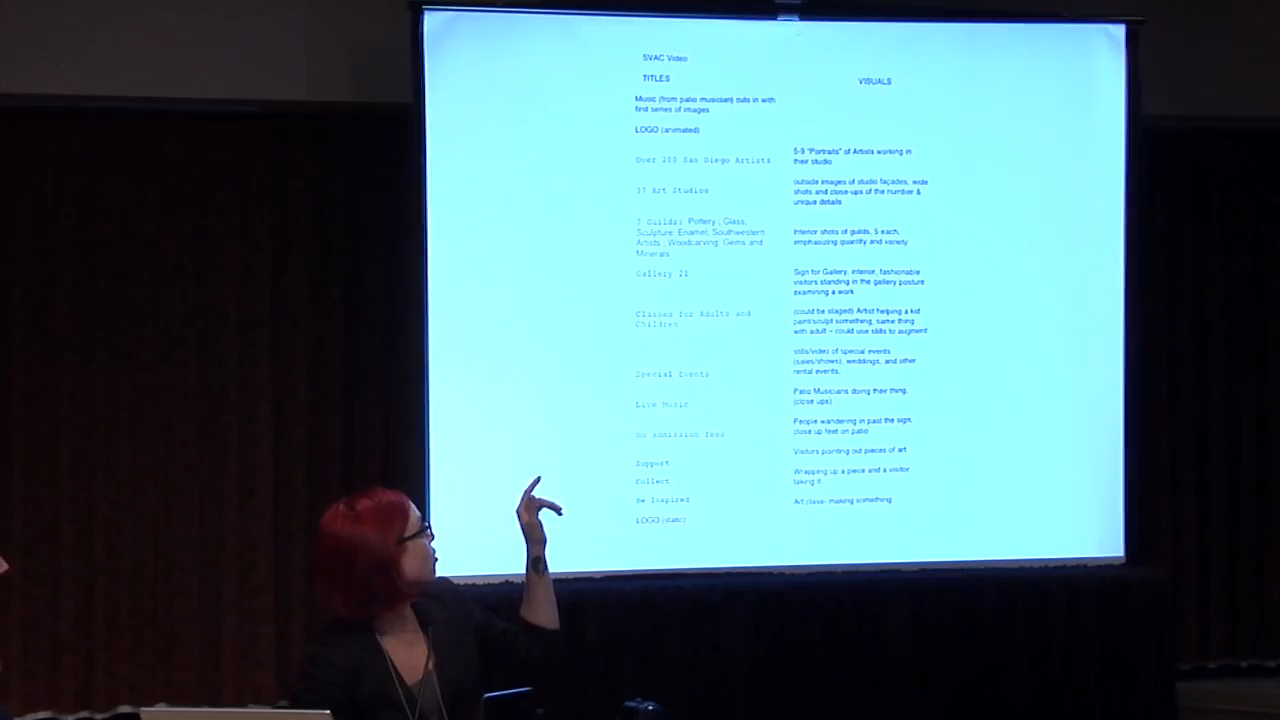 SVAC Video
TITLES
VISUALS
Music (from patio musician) cuts in with
first series of images
LOGO (animated)
Over 200 San Diego Artists
5-9 "Portraits" of Artists working in
their studio
37 Art Studios
outside images of studio façades, wide
shots and close-ups of the number &
unique details
7 Guilds: Pottery ; Glass;
Sculpture; Enamel; Southwestern
Artists ; Woodcarving; Gems and
Minerals
Interior shots of guilds, 5 each,
emphasizing quantity and variety
Gallery 21
Sign for Gallery, interior, fashionable
visitors standing in the gallery posture
examining a work
Classes for Adults and
Children
(could be staged) Artist helping a kid
paint/sculpt something, same thing
with adult – could use stills to augment
Special Events
stills/video of special events
(sales/shows), weddings, and other
rental events,
Live Music
Patio Musicians doing their thing,
(close ups)
No admission fees
People wandering in past the sign,
close up feet on patio
Support
Visitors pointing out pieces of art
Collect
Wrapping up a piece and a visitor
taking it
Be Inspired
Art class- making something
LOGO (static)